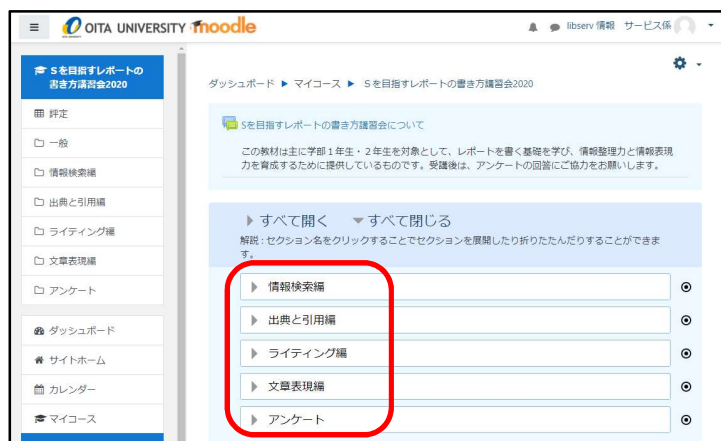 OITA UNIVERSITY moodle
libserv 情報 サービス係
Sを目指すレポートの
書き方講習会2020
評定
一般
情報検索編
出典と引用編
ライティング編
文章表現編
アンケート
ダッシュボード
サイトホーム
カレンダー
マイコース
ダッシュボード ▶ マイコース ▶ Sを目指すレポートの書き方講習会2020
Sを目指すレポートの書き方講習会について
この教材は主に学部1年生・2年生を対象として、レポートを書く基礎を学び、情報整理力と情報表現
力を育成するために提供しているものです。受講後は、アンケートの回答にご協力をお願いします。
すべて開く すべて閉じる
解説:セクション名をクリックすることでセクションを展開したり折りたたんだりすることができま
す。
情報検索編
出典と引用編
ライティング編
文章表現編
アンケート